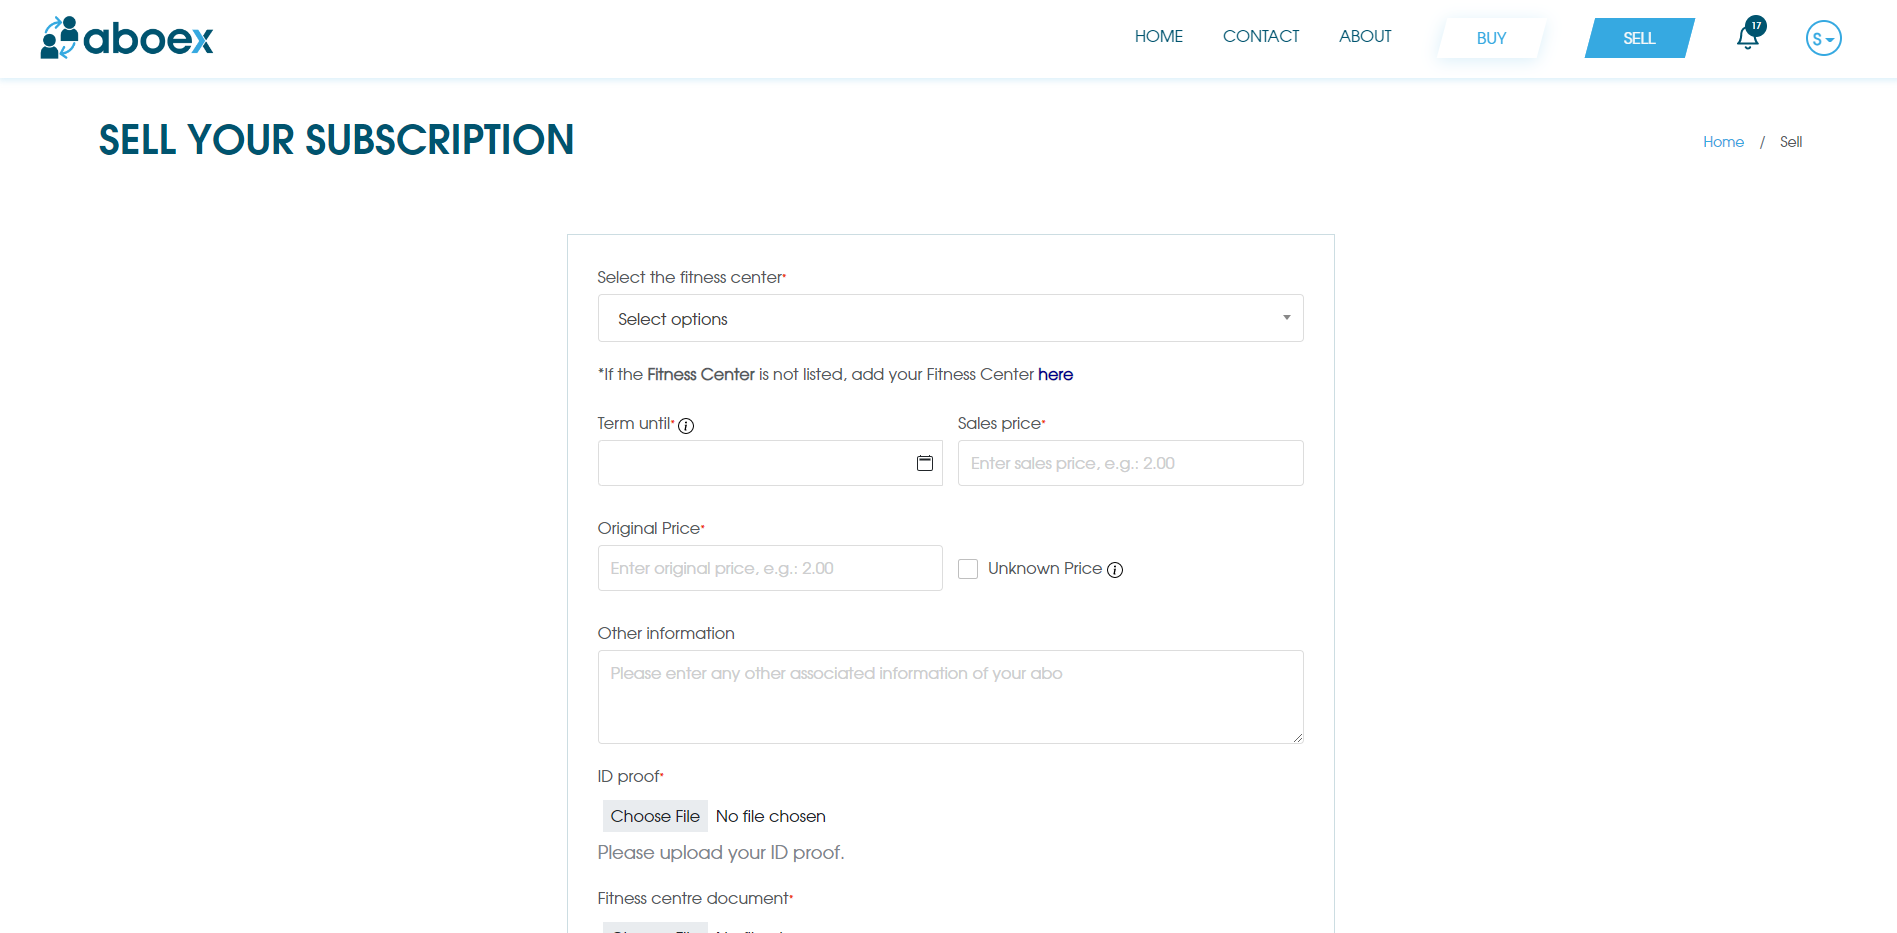 aboex
HOME CONTACT ABOUT BUY SELL 17 S
SELL YOUR SUBSCRIPTION
Home / Sell
Select the fitness center*
Select options
*If the Fitness Center is not listed, add your Fitness Center here
Term until* i Sales price*
Enter sales price, e.g.: 2.00
Original Price*
Enter original price, e.g.: 2.00 Unknown Price i
Other information
Please enter any other associated information of your abo
ID proof*
Choose File No file chosen
Please upload your ID proof.
Fitness centre document*